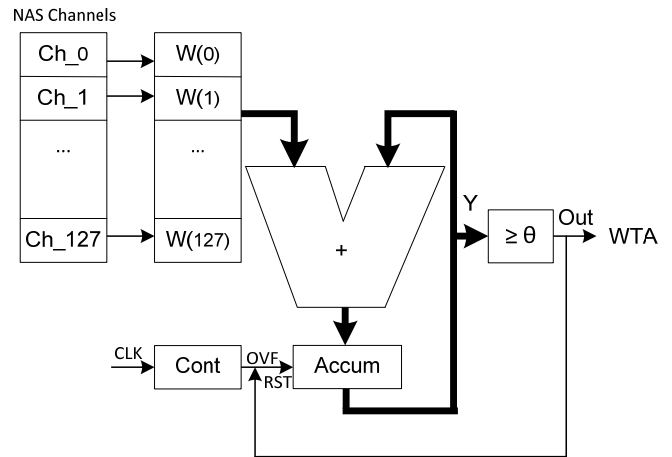 NAS Channels
Ch_0
W(0)
Ch_1
W(1)
...
...
Ch_127
W(127)
+
Y
≥ θ
Out
WTA
CLK
Cont
OVF
RST
Accum